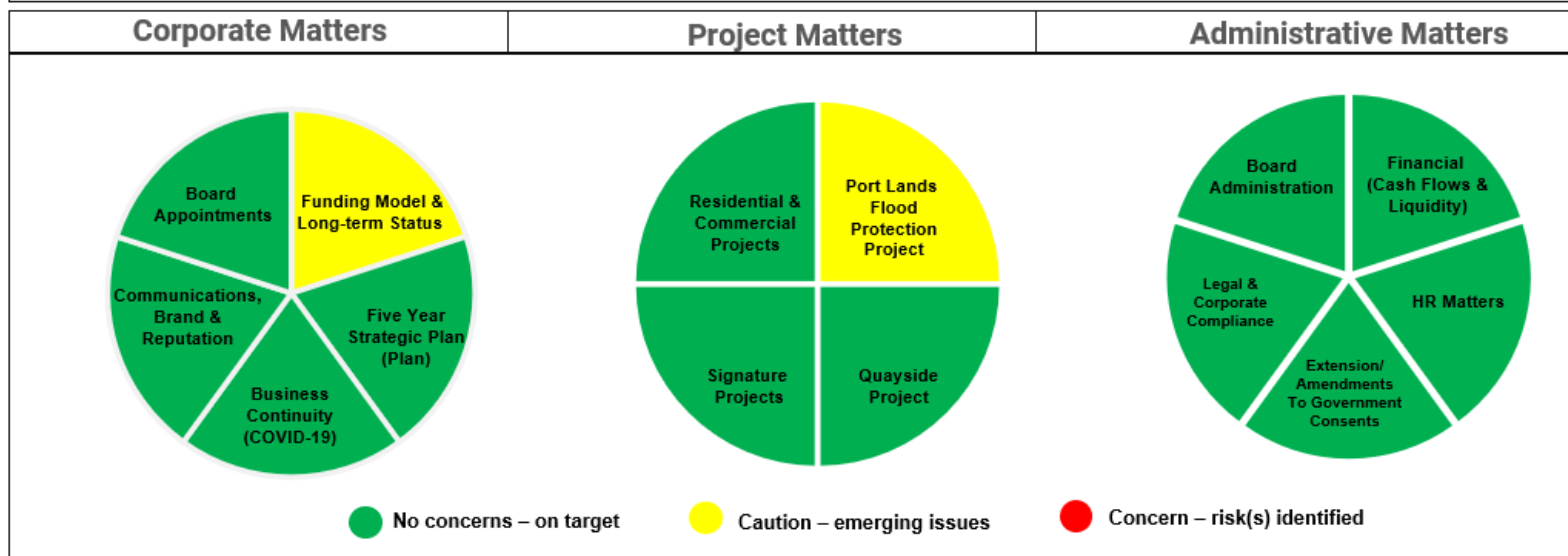 Corporate Matters
Project Matters
Administrative Matters
Board
Appointments
Funding Model &
Long-term Status
Communications,
Brand &
Reputation
Five Year
Strategic Plan
(Plan)
Business
Continuity
(COVID-19)
Residential &
Commercial
Projects
Port Lands
Flood
Protection
Project
Signature
Projects
Quayside
Project
Board
Administration
Financial
(Cash Flows &
Liquidity)
Legal &
Corporate
Compliance
HR Matters
Extension/
Amendments
To Government
Consents
No concerns – on target
Caution – emerging issues
Concern – risk(s) identified